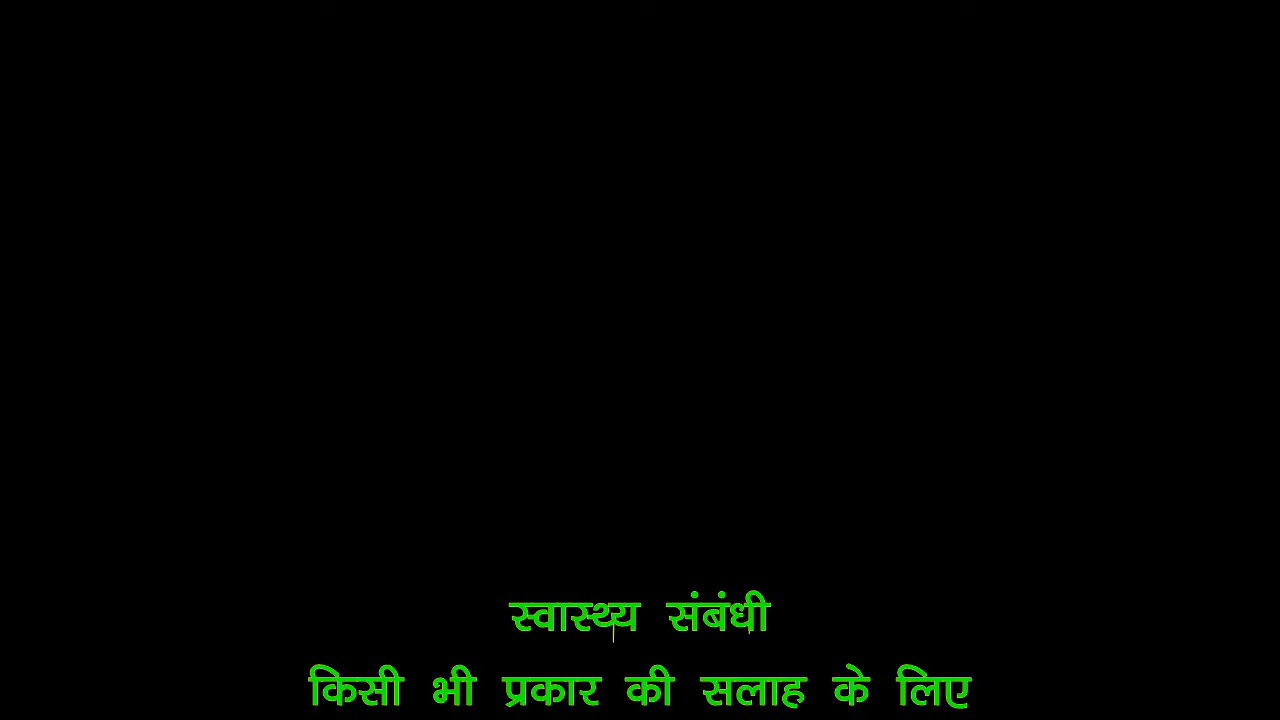 स्वास्थ्य संबंधी
किसी भी प्रकार की सलाह के लिए